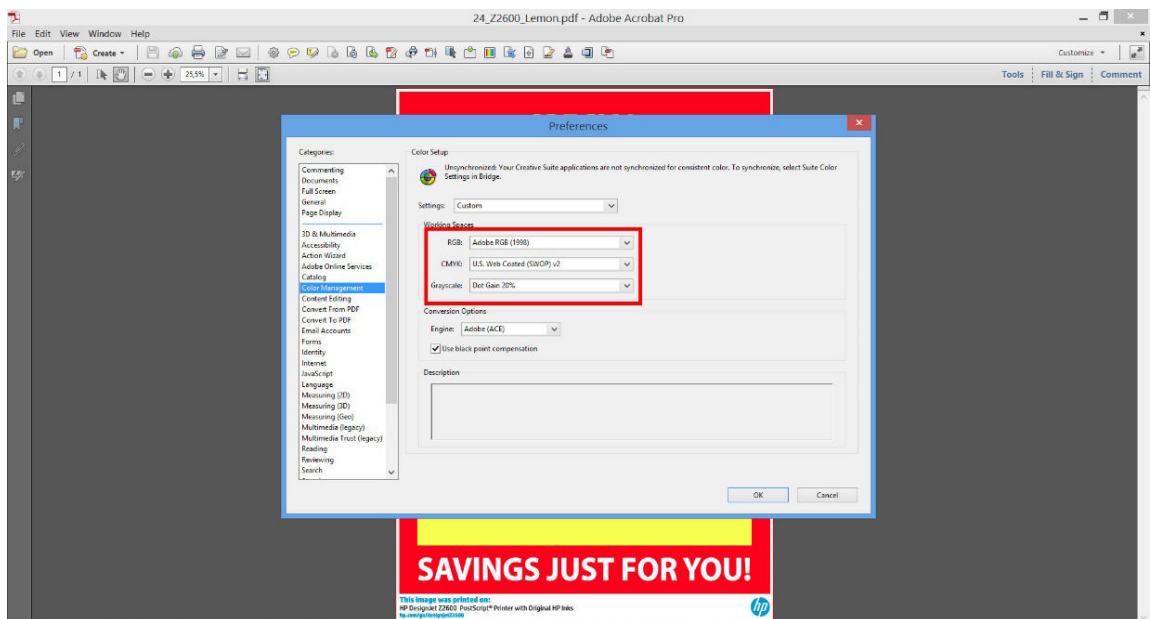 24_Z2600_Lemon.pdf - Adobe Acrobat Pro
File Edit View Window Help
Open Create Customize
1 / 1 25,5% Tools Fill & Sign Comment
Preferences
Categories:
Commenting
Documents
Full Screen
General
Page Display
3D & Multimedia
Accessibility
Action Wizard
Adobe Online Services
Catalog
Color Management
Content Editing
Convert From PDF
Convert To PDF
Email Accounts
Forms
Identity
Internet
JavaScript
Language
Measuring (2D)
Measuring (3D)
Measuring (Geo)
Multimedia (legacy)
Multimedia Trust (legacy)
Reading
Reviewing
Search
Color Setup
Unsynchronized: Your Creative Suite applications are not synchronized for consistent color. To synchronize, select Suite Color
Settings in Bridge.
Settings: Custom
Working Spaces
RGB: Adobe RGB (1998)
CMYK: U.S. Web Coated (SWOP) v2
Grayscale: Dot Gain 20%
Conversion Options
Engine: Adobe (ACE)
Use black point compensation
Description
OK Cancel
SAVINGS JUST FOR YOU!
This image was printed on:
HP DesignJet Z2600 PostScript® Printer with Original HP Inks
hp.com/go/designjetZ2600
hp